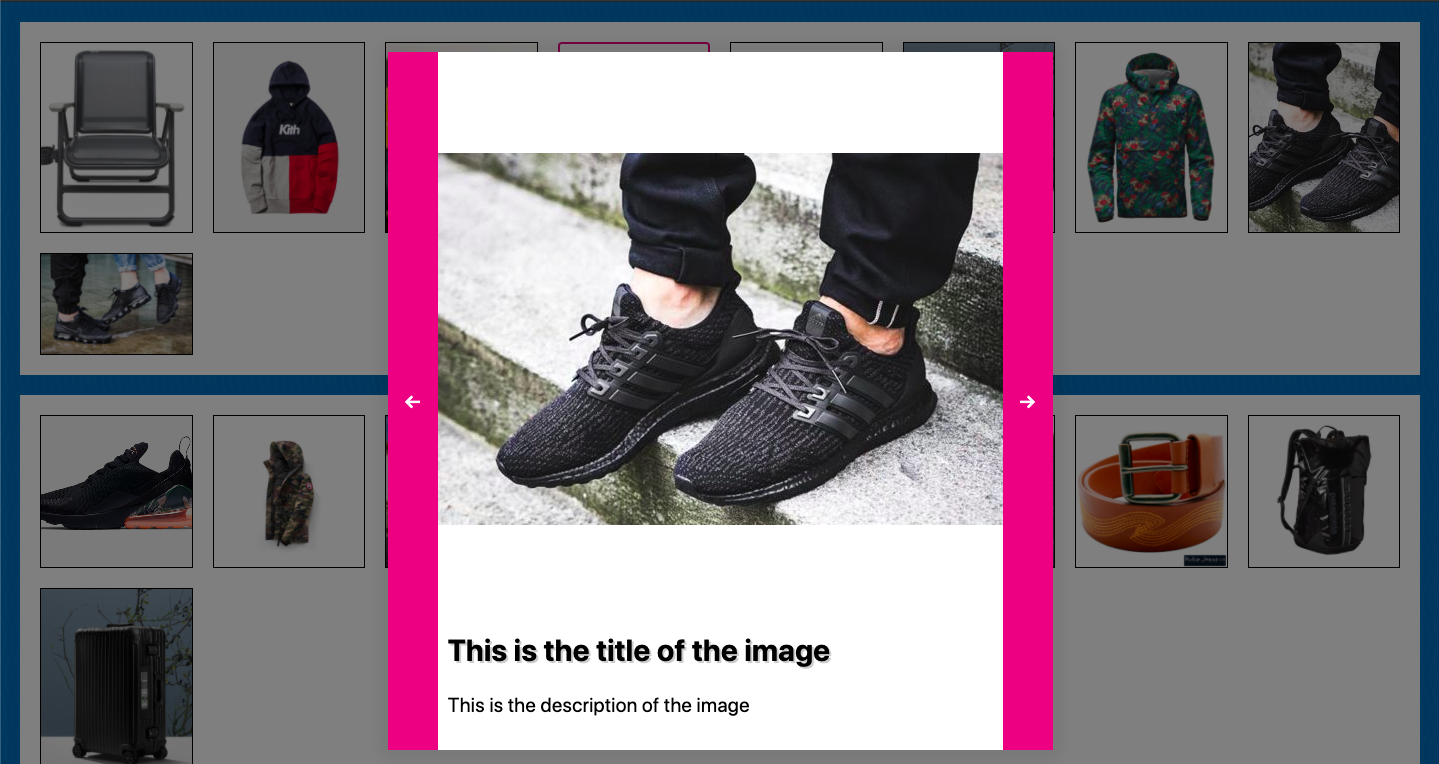 Kith
This is the title of the image
This is the description of the image